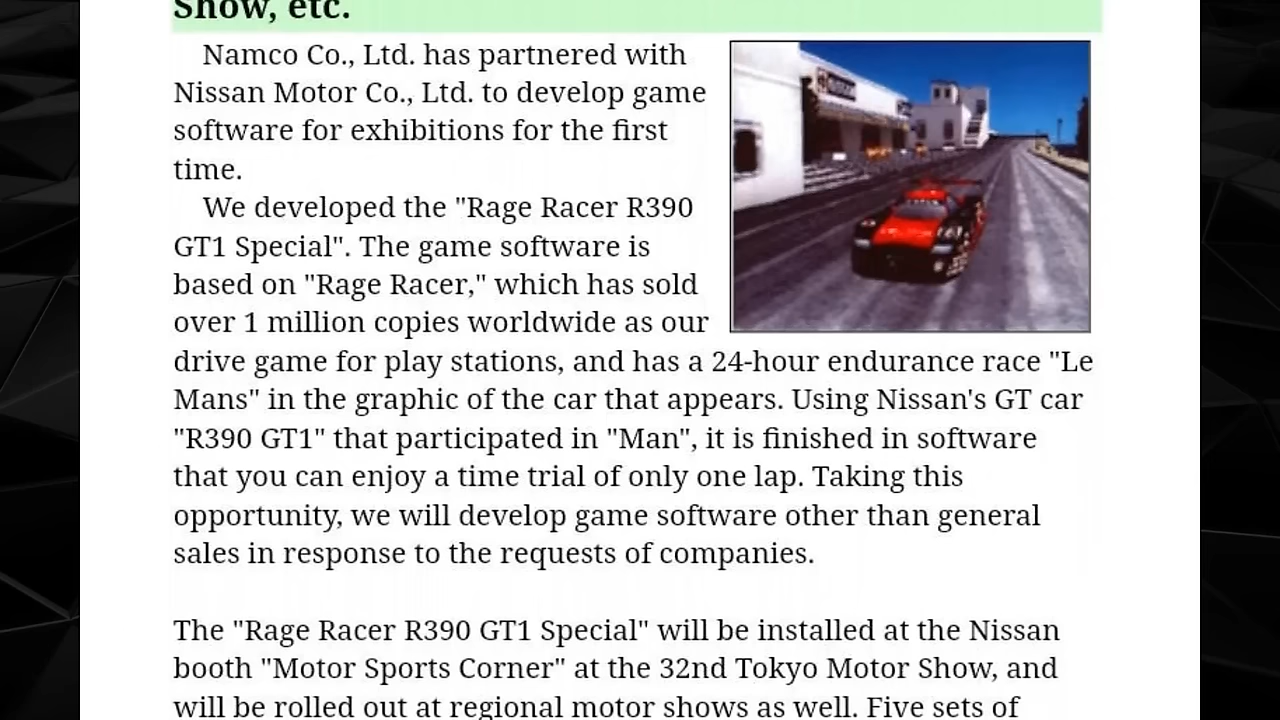 Show, etc.
Namco Co., Ltd. has partnered with
Nissan Motor Co., Ltd. to develop game
software for exhibitions for the first
time.
We developed the "Rage Racer R390
GT1 Special". The game software is
based on "Rage Racer," which has sold
over 1 million copies worldwide as our
drive game for play stations, and has a 24-hour endurance race "Le
Mans" in the graphic of the car that appears. Using Nissan's GT car
"R390 GT1" that participated in "Man", it is finished in software
that you can enjoy a time trial of only one lap. Taking this
opportunity, we will develop game software other than general
sales in response to the requests of companies.
The "Rage Racer R390 GT1 Special" will be installed at the Nissan
booth "Motor Sports Corner" at the 32nd Tokyo Motor Show, and
will be rolled out at regional motor shows as well. Five sets of